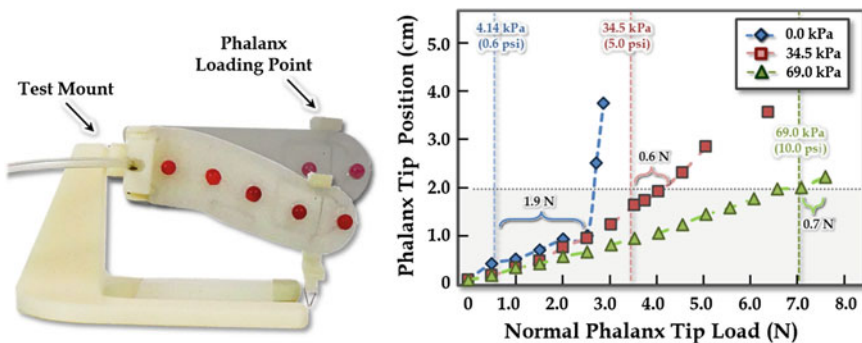 Phalanx
Loading Point
Test Mount
Phalanx Tip Position (cm)
5.0
4.0
3.0
2.0
1.0
0
4.14 kPa
(0.6 psi)
34.5 kPa
(5.0 psi)
0.0 kPa
34.5 kPa
69.0 kPa
69.0 kPa
(10.0 psi)
0.6 N
1.9 N
0.7 N
0 1.0 2.0 3.0 4.0 5.0 6.0 7.0 8.0
Normal Phalanx Tip Load (N)